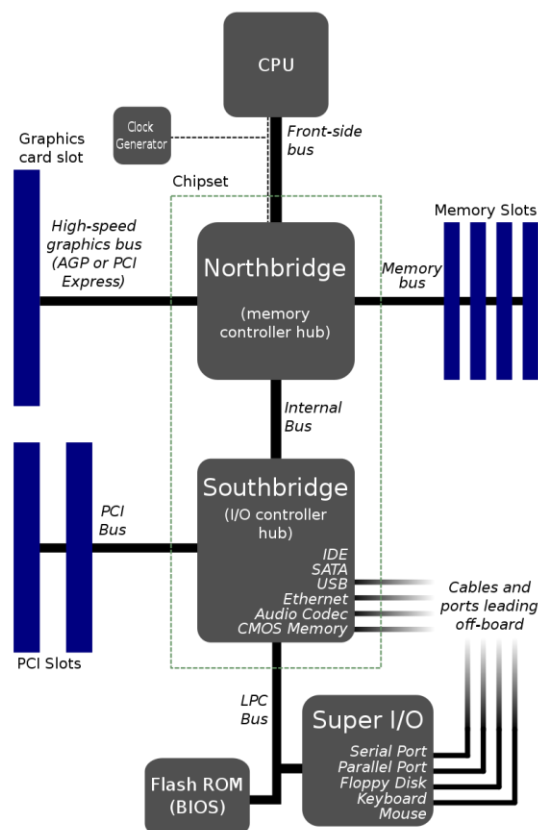 CPU
Clock
Generator
Front-side
bus
Graphics
card slot
Chipset
High-speed
graphics bus
(AGP or PCI
Express)
Northbridge
(memory
controller hub)
Memory
bus
Memory Slots
Internal
Bus
Southbridge
(I/O controller
hub)
PCI
Bus
IDE
SATA
USB
Ethernet
Audio Codec
CMOS Memory
Cables and
ports leading
off-board
PCI Slots
LPC
Bus
Super I/O
Serial Port
Parallel Port
Floppy Disk
Keyboard
Mouse
Flash ROM
(BIOS)